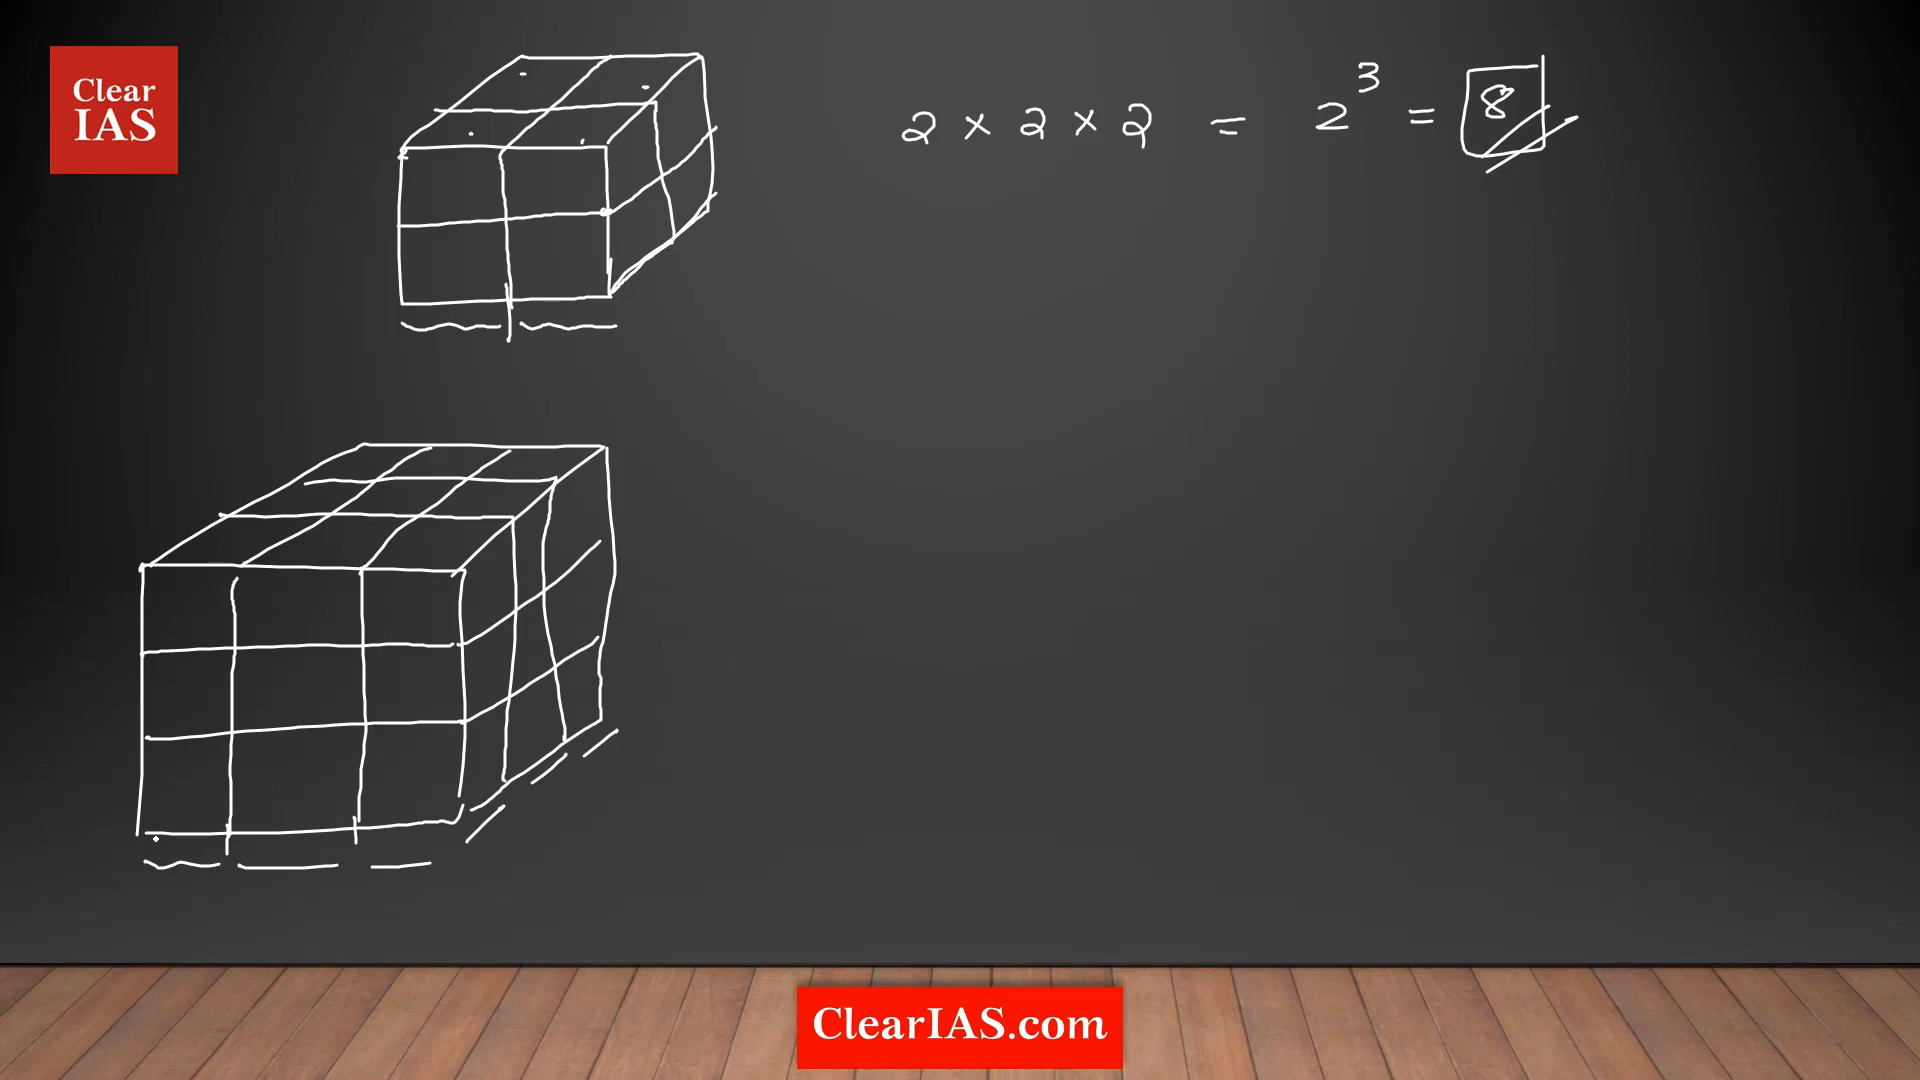 Clear
IAS
2 × 2 × 2 = 2³ = 8
ClearIAS.com